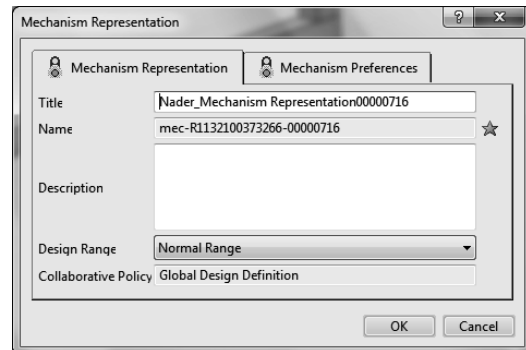 Mechanism Representation
Mechanism Representation
Mechanism Preferences
Title
Nader_Mechanism Representation00000716
Name
mec-R1132100373266-00000716
Description
Design Range
Normal Range
Collaborative Policy
Global Design Definition
OK
Cancel